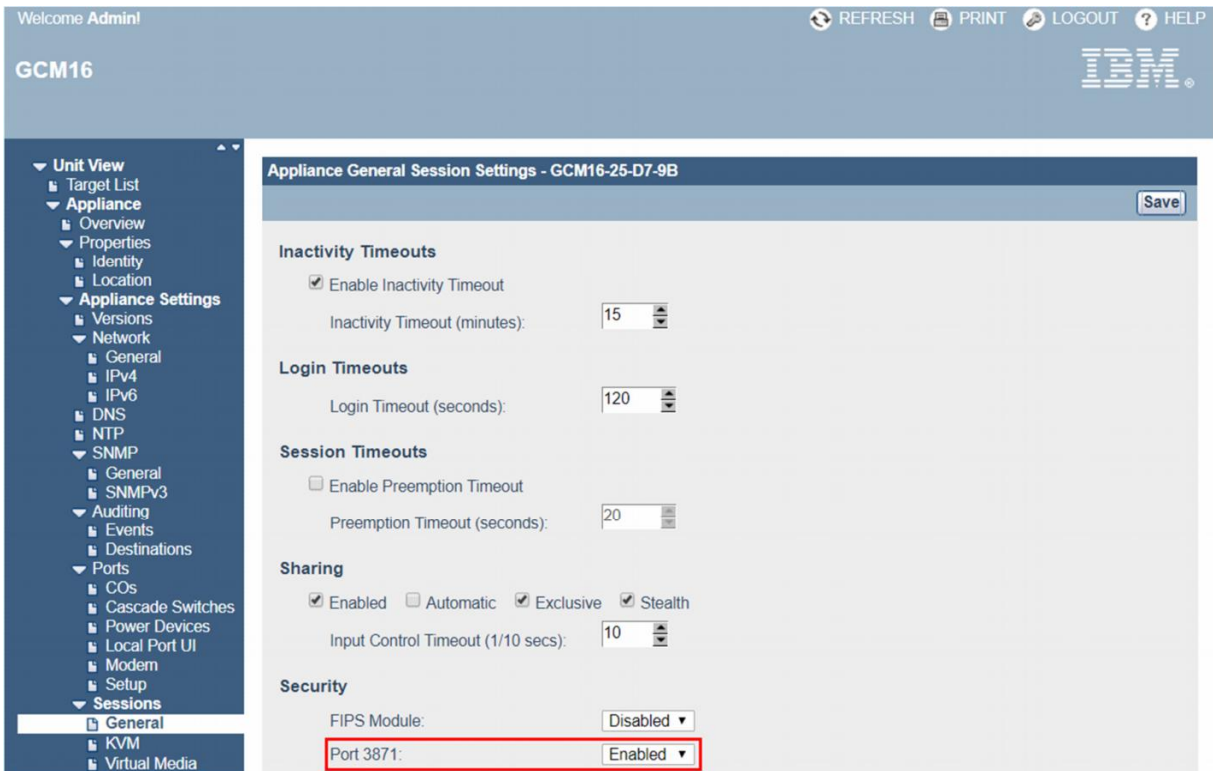 Welcome Admin!
REFRESH PRINT LOGOUT ? HELP
GCM16
IBM®
Unit View
Target List
Appliance
Overview
Properties
Identity
Location
Appliance Settings
Versions
Network
General
IPv4
IPv6
DNS
NTP
SNMP
General
SNMPv3
Auditing
Events
Destinations
Ports
COs
Cascade Switches
Power Devices
Local Port UI
Modem
Setup
Sessions
General
KVM
Virtual Media
Appliance General Session Settings - GCM16-25-D7-9B
Save
Inactivity Timeouts
Enable Inactivity Timeout
Inactivity Timeout (minutes): 15
Login Timeouts
Login Timeout (seconds): 120
Session Timeouts
Enable Preemption Timeout
Preemption Timeout (seconds): 20
Sharing
Enabled Automatic Exclusive Stealth
Input Control Timeout (1/10 secs): 10
Security
FIPS Module: Disabled
Port 3871: Enabled